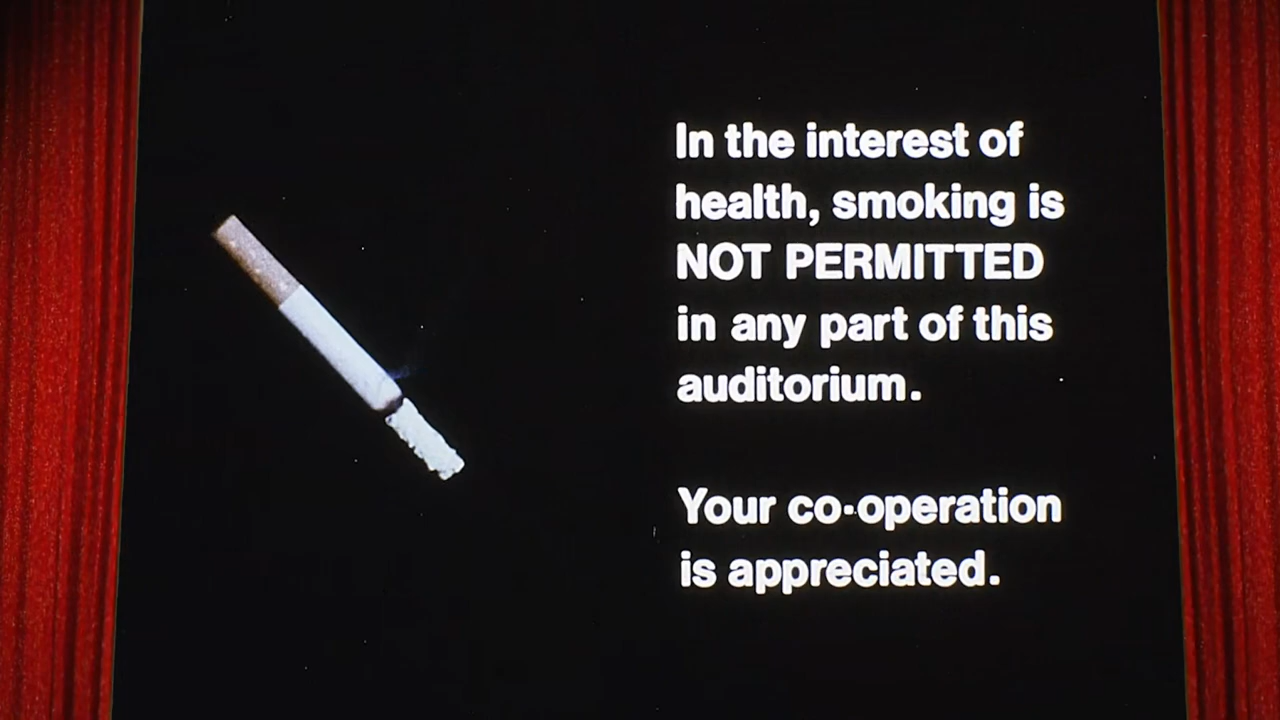 In the interest of
health, smoking is
NOT PERMITTED
in any part of this
auditorium.
Your co-operation
is appreciated.